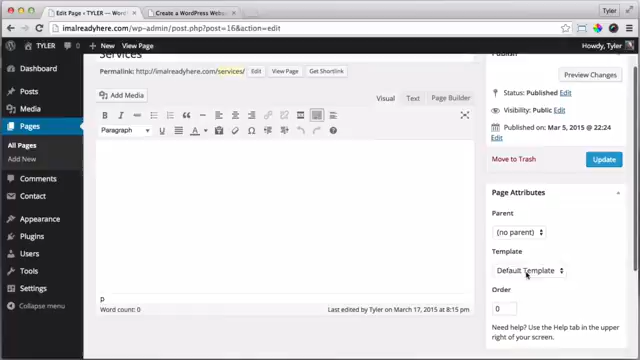 Edit Page ‹ TYLER — Wor
Create a WordPress Websi
Tyler
imalreadyhere.com/wp-admin/post.php?post=16&action=edit
TYLER
0
+ New
View Page
Howdy, Tyler
Dashboard
Posts
Media
Pages
All Pages
Add New
Comments
Contact
Appearance
Plugins
Users
Tools
Settings
Collapse menu
Services
Permalink: http://imalreadyhere.com/services/ Edit View Page Get Shortlink
Add Media
Visual Text Page Builder
B I ABC
Paragraph U A
p
Word count: 0
Last edited by Tyler on March 17, 2015 at 8:15 pm
Publish
Preview Changes
Status: Published Edit
Visibility: Public Edit
Published on: Mar 5, 2015 @ 22:24
Edit
Move to Trash
Update
Page Attributes
Parent
(no parent)
Template
Default Template
Order
0
Need help? Use the Help tab in the upper
right of your screen.